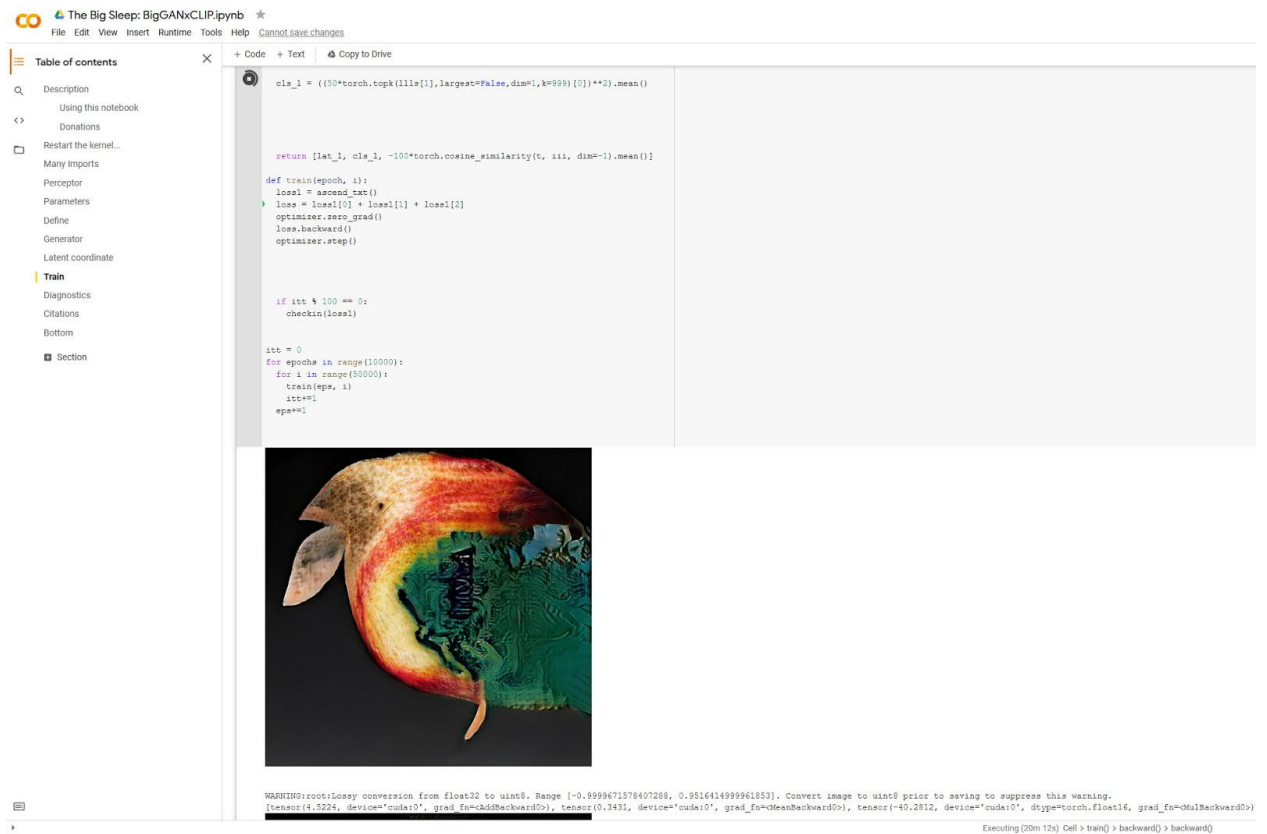 The Big Sleep: BigGANxCLIP.ipynb
File Edit View Insert Runtime Tools Help Cannot save changes
Table of contents
+ Code + Text Copy to Drive
Description
Using this notebook
Donations
Restart the kernel...
Many Imports
Perceptor
Parameters
Define
Generator
Latent coordinate
Train
Diagnostics
Citations
Bottom
Section
cls_l = ((50*torch.topk(llls[1],largest=False,dim=1,k=999)[0])**2).mean()
return [lat_l, cls_l, -100*torch.cosine_similarity(t, iii, dim=-1).mean()]
def train(epoch, i):
loss1 = ascend_txt()
loss = loss1[0] + loss1[1] + loss1[2]
optimizer.zero_grad()
loss.backward()
optimizer.step()
if itt % 100 == 0:
checkin(loss1)
itt = 0
for epochs in range(10000):
for i in range(50000):
train(eps, i)
itt+=1
eps+=1
WARNING:root:Lossy conversion from float32 to uint8. Range [-0.9999671578407288, 0.9516414999961853]. Convert image to uint8 prior to saving to suppress this warning.
[tensor(4.5224, device='cuda:0', grad_fn=<AddBackward0>), tensor(0.3431, device='cuda:0', grad_fn=<MeanBackward0>), tensor(-40.2812, device='cuda:0', dtype=torch.float16, grad_fn=<MulBackward0>)
Executing (20m 12s) Cell > train() > backward() > backward()